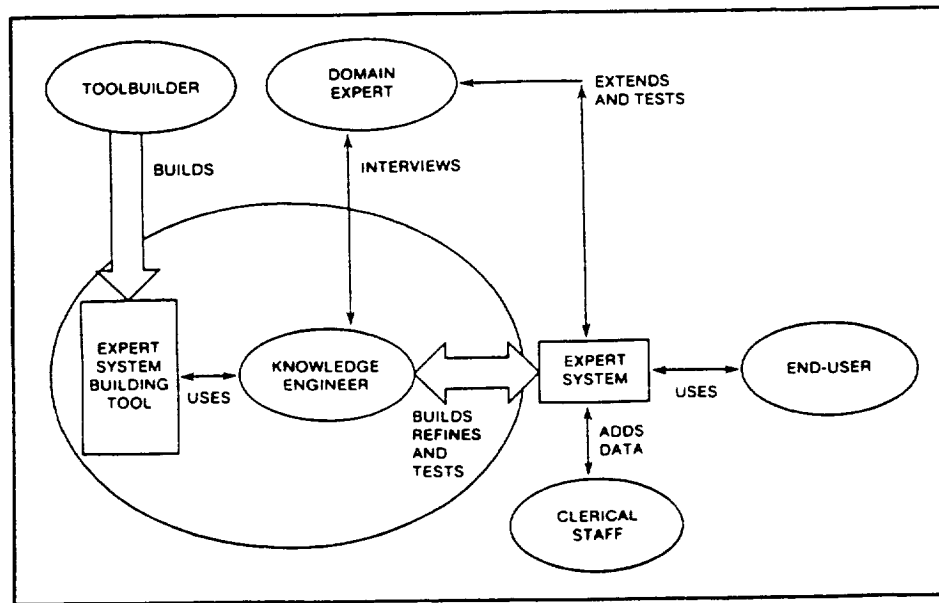 TOOLBUILDER
DOMAIN
EXPERT
EXTENDS
AND TESTS
BUILDS
INTERVIEWS
EXPERT
SYSTEM
BUILDING
TOOL
USES
KNOWLEDGE
ENGINEER
BUILDS
REFINES
AND
TESTS
EXPERT
SYSTEM
USES
END-USER
ADDS
DATA
CLERICAL
STAFF